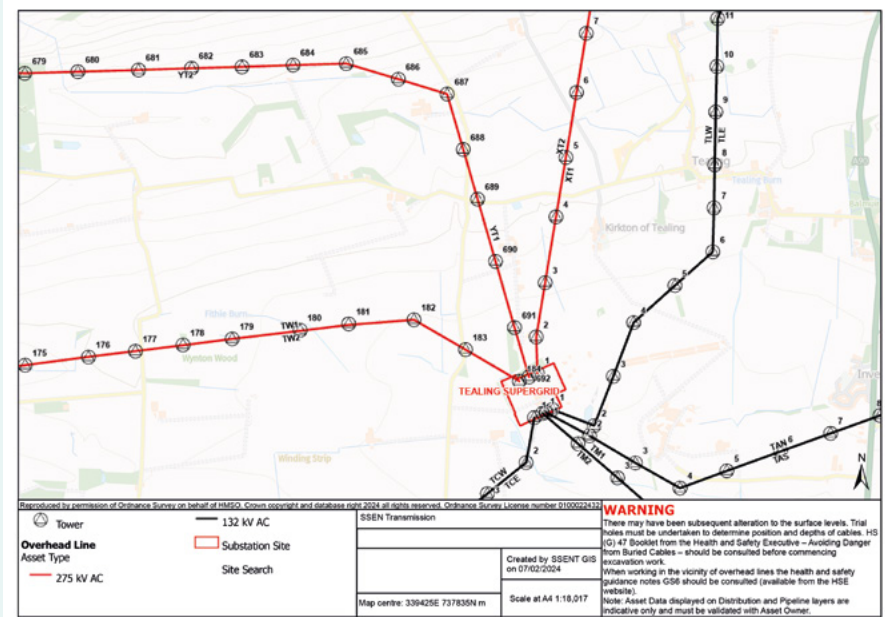 679
680
681
682
683
684
685
686
687
YT2
7
6
5
XT2
XT1
4
3
2
1
11
10
9
8
7
6
TLW
TLE
Tealing
Tealing Burn
Kirkton of Tealing
688
689
YT1
690
691
692
5
4
3
2
175
176
177
178
179
180
181
182
183
184
TW1
TW2
Fithie Burn
Wynton Wood
TEALING SUPERGRID
1
1
Winding Strip
2
TCW
TCE
TM1
TM2
3
3
4
5
TAN
6
TAS
7
8
Inve
N
Reproduced by permission of Ordnance Survey on behalf of HMSO. Crown copyright and database right 2024 all rights reserved. Ordnance Survey License number 0100022432
Tower
Overhead Line
Asset Type
275 kV AC
132 kV AC
Substation Site
Site Search
SSEN Transmission
Created by SSENT GIS
on 07/02/2024
Map centre: 339425E 737835N m
Scale at A4 1:18,017
WARNING
There may have been subsequent alteration to the surface levels. Trial
holes must be undertaken to determine position and depths of cables. HS
(G) 47 Booklet from the Health and Safety Executive – Avoiding Danger
from Buried Cables – should be consulted before commencing
excavation work.
When working in the vicinity of overhead lines the health and safety
guidance notes GS6 should be consulted (available from the HSE
website).
Note: Asset Data displayed on Distribution and Pipeline layers are
indicative only and must be validated with Asset Owner.